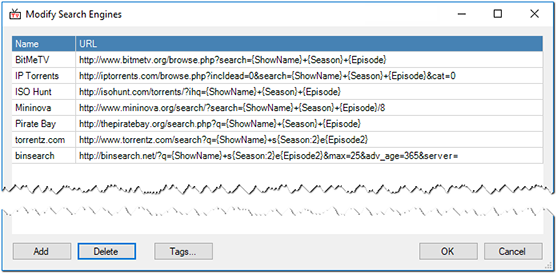 Modify Search Engines
Name URL
BitMeTV http://www.bitmetv.org/browse.php?search={ShowName}+{Season}+{Episode}
IP Torrents http://iptorrents.com/browse.php?incldead=0&search={ShowName}+{Season}+{Episode}&cat=0
ISO Hunt http://isohunt.com/torrents/?ihq={ShowName}+{Season}+{Episode}
Mininova http://www.mininova.org/search/?search={ShowName}+{Season}+{Episode}/8
Pirate Bay http://thepiratebay.org/search.php?q={ShowName}+{Season}+{Episode}
torrentz.com http://www.torrentz.com/search?q={ShowName}+s{Season:2}e{Episode2}
binsearch http://binsearch.net/?q={ShowName}+s{Season:2}e{Episode2}&max=25&adv_age=365&server=
Add Delete Tags... OK Cancel